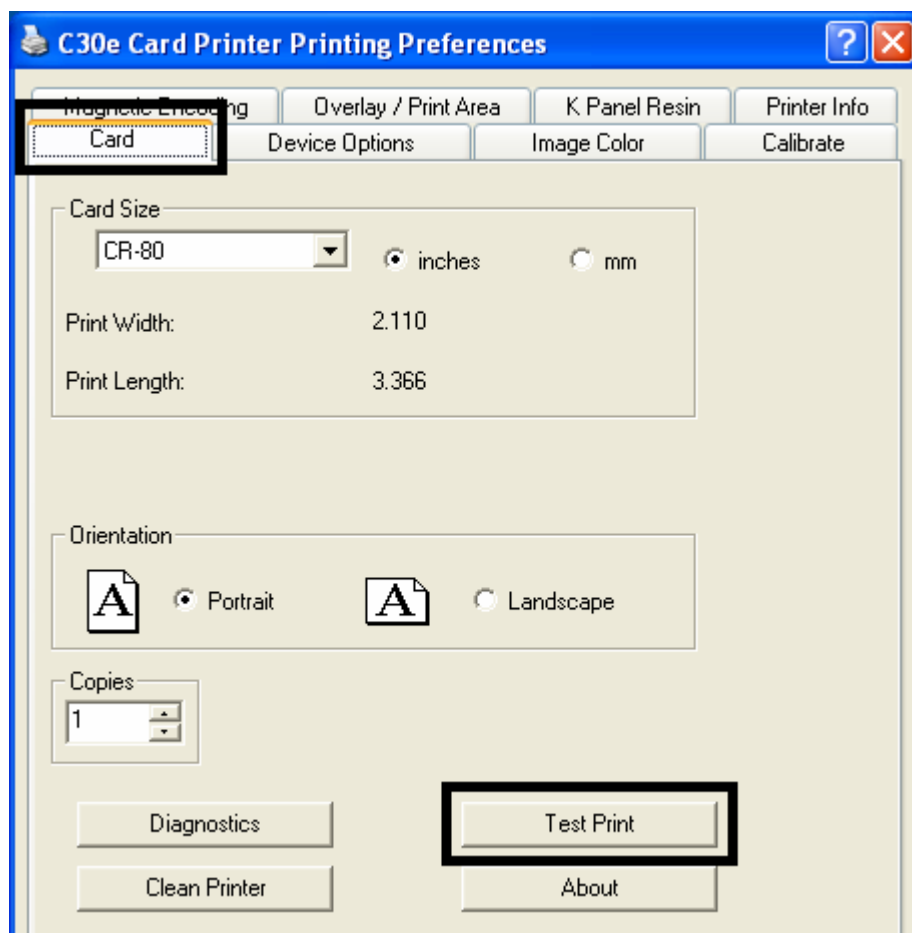 C30e Card Printer Printing Preferences
Magnetic Encoding Overlay / Print Area K Panel Resin Printer Info
Card Device Options Image Color Calibrate
Card Size
CR-80 inches mm
Print Width: 2.110
Print Length: 3.366
Orientation
A Portrait A Landscape
Copies
1
Diagnostics Test Print
Clean Printer About